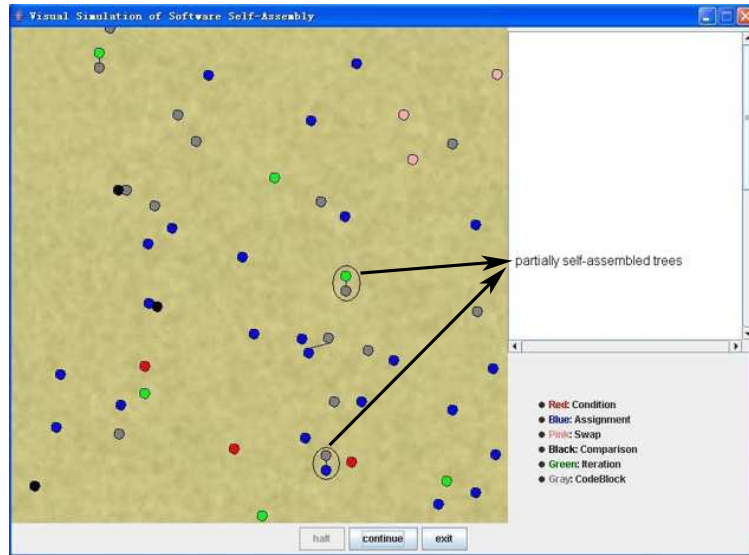 Visual Simulation of Software Self-Assembly
partially self-assembled trees
Red: Condition
Blue: Assignment
Pink: Swap
Black: Comparison
Green: Iteration
Gray: CodeBlock
halt continue exit